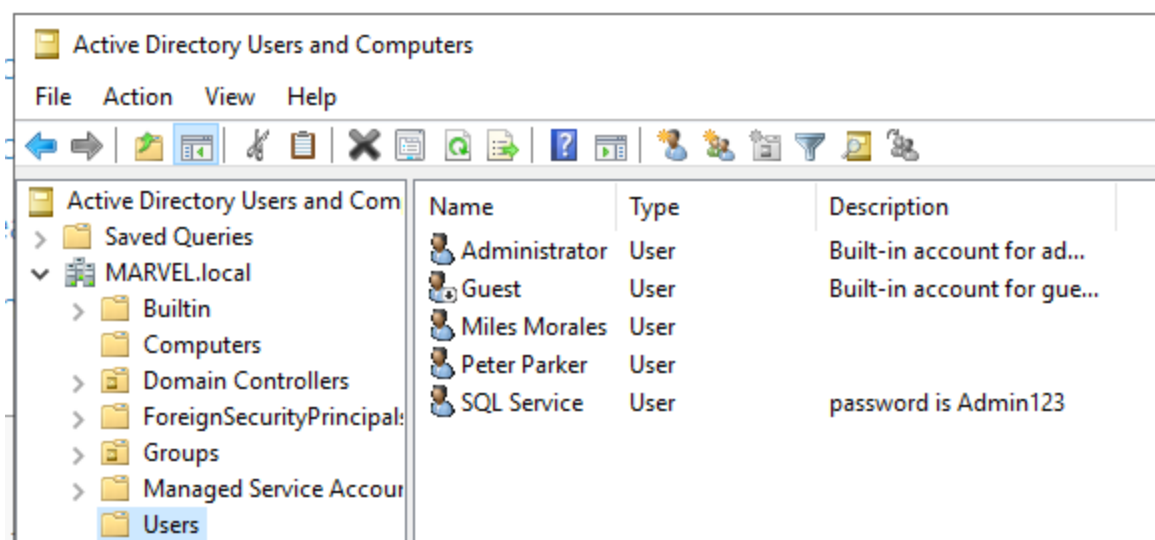 Active Directory Users and Computers
File Action View Help
Active Directory Users and Com
Saved Queries
MARVEL.local
Builtin
Computers
Domain Controllers
ForeignSecurityPrincipals
Groups
Managed Service Accour
Users
Name Type Description
Administrator User Built-in account for ad...
Guest User Built-in account for gue...
Miles Morales User
Peter Parker User
SQL Service User password is Admin123